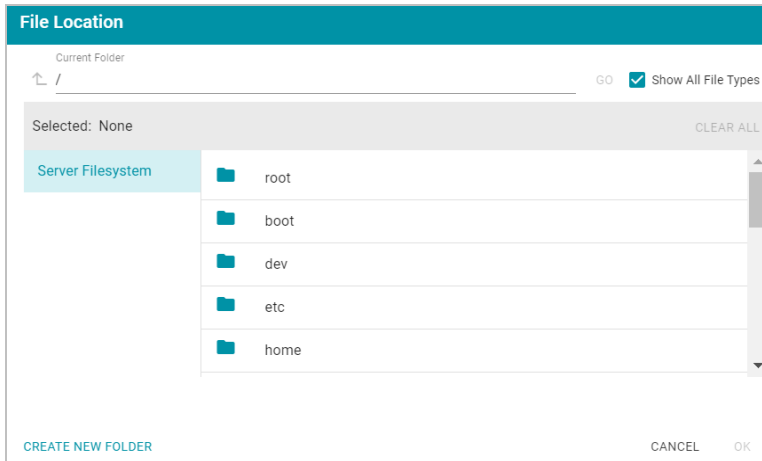 File Location
Current Folder
/
GO
Show All File Types
Selected: None
CLEAR ALL
Server Filesystem
root
boot
dev
etc
home
CREATE NEW FOLDER
CANCEL
OK